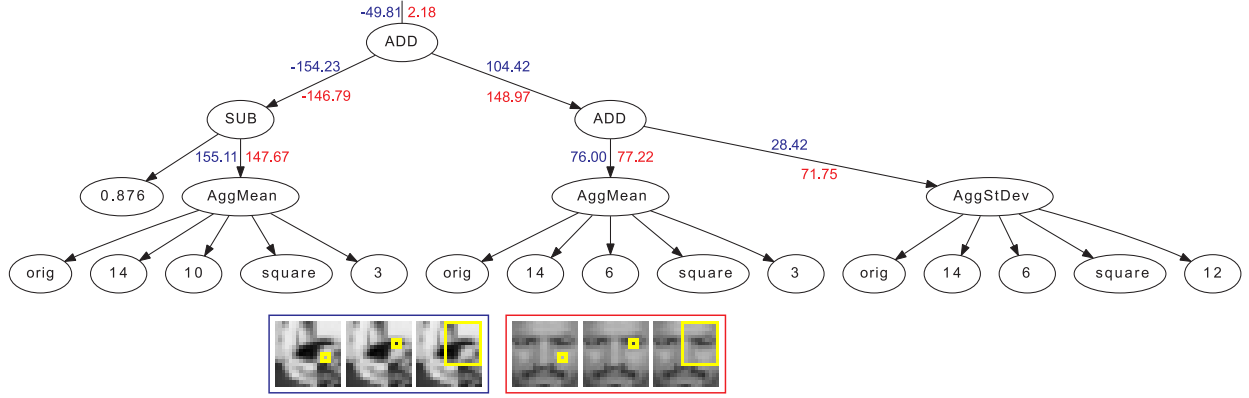 -49.81 2.18
ADD
-154.23 104.42
-146.79 148.97
SUB ADD
28.42
155.11 147.67 76.00 77.22
71.75
0.876 AggMean AggMean AggStDev
orig 14 10 square 3 orig 14 6 square 3 orig 14 6 square 12